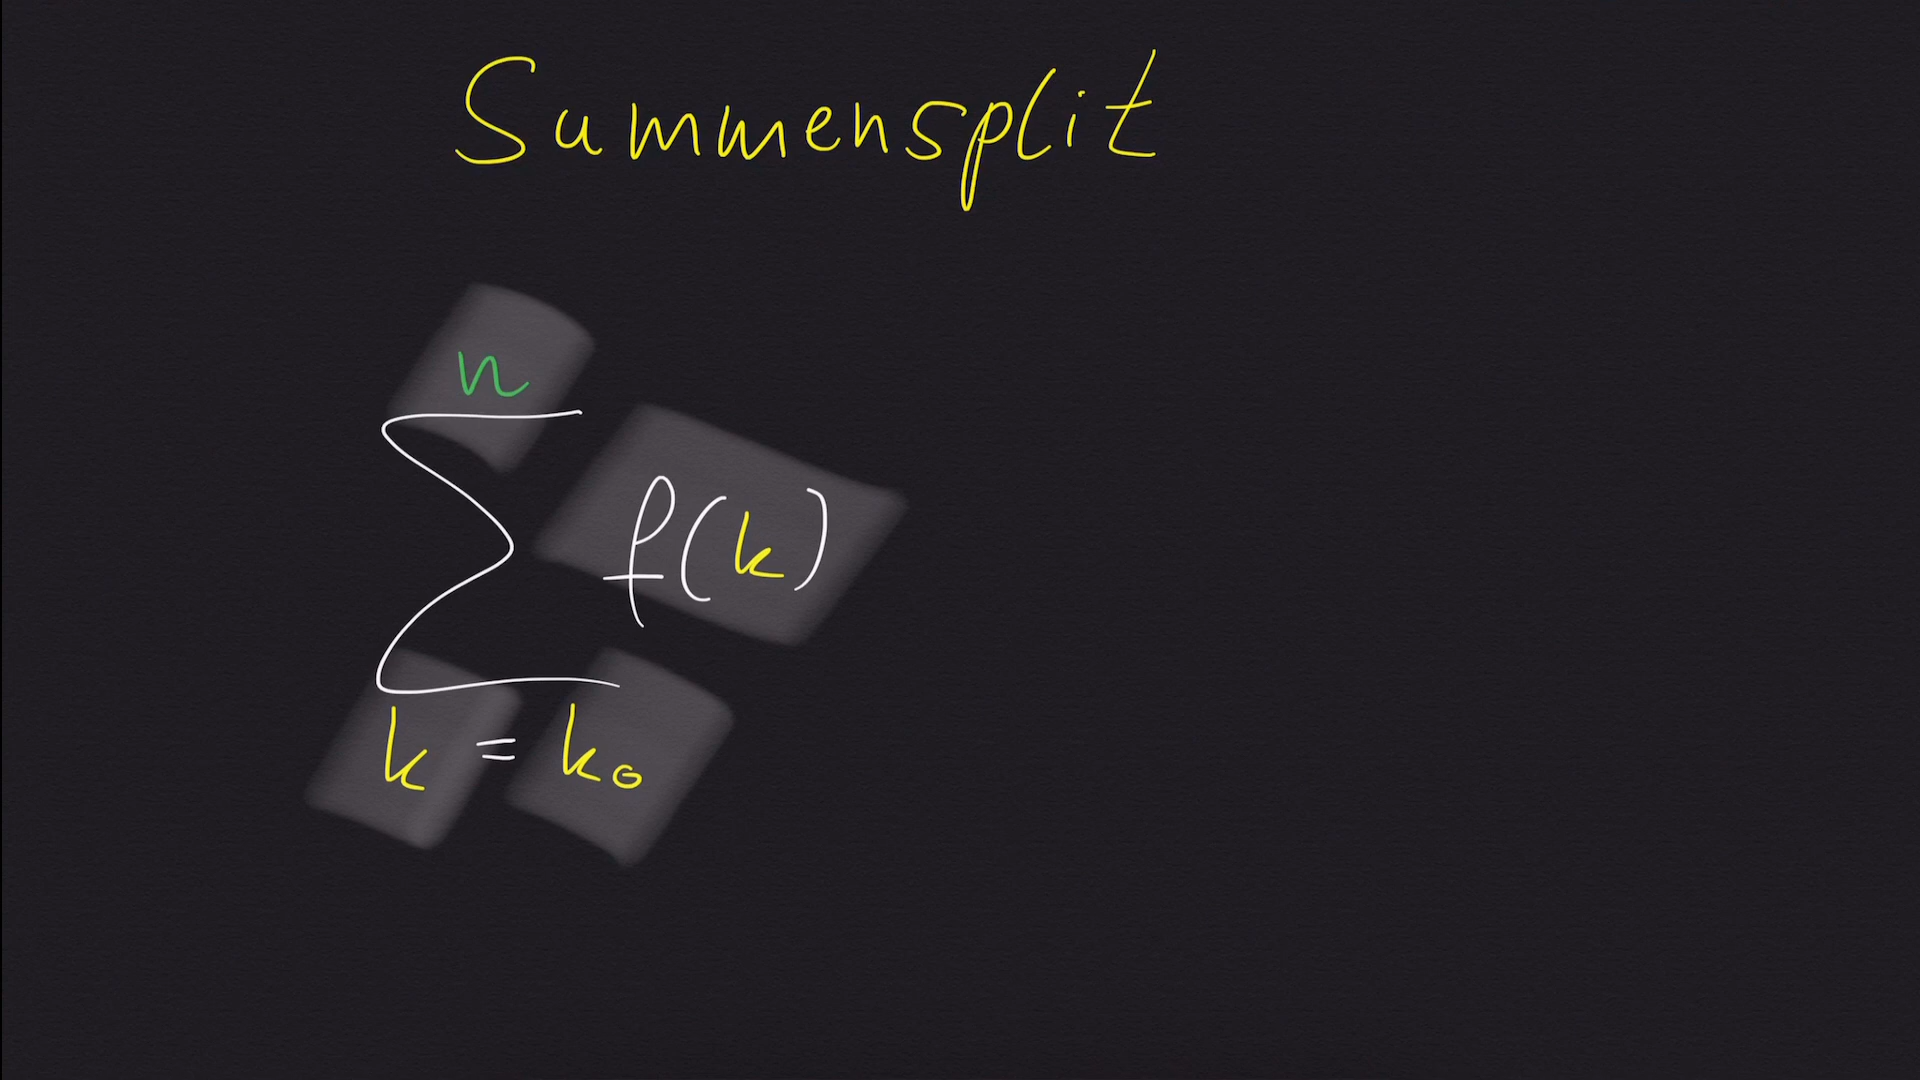 Summensplit
n
∑ f(k)
k = k₀